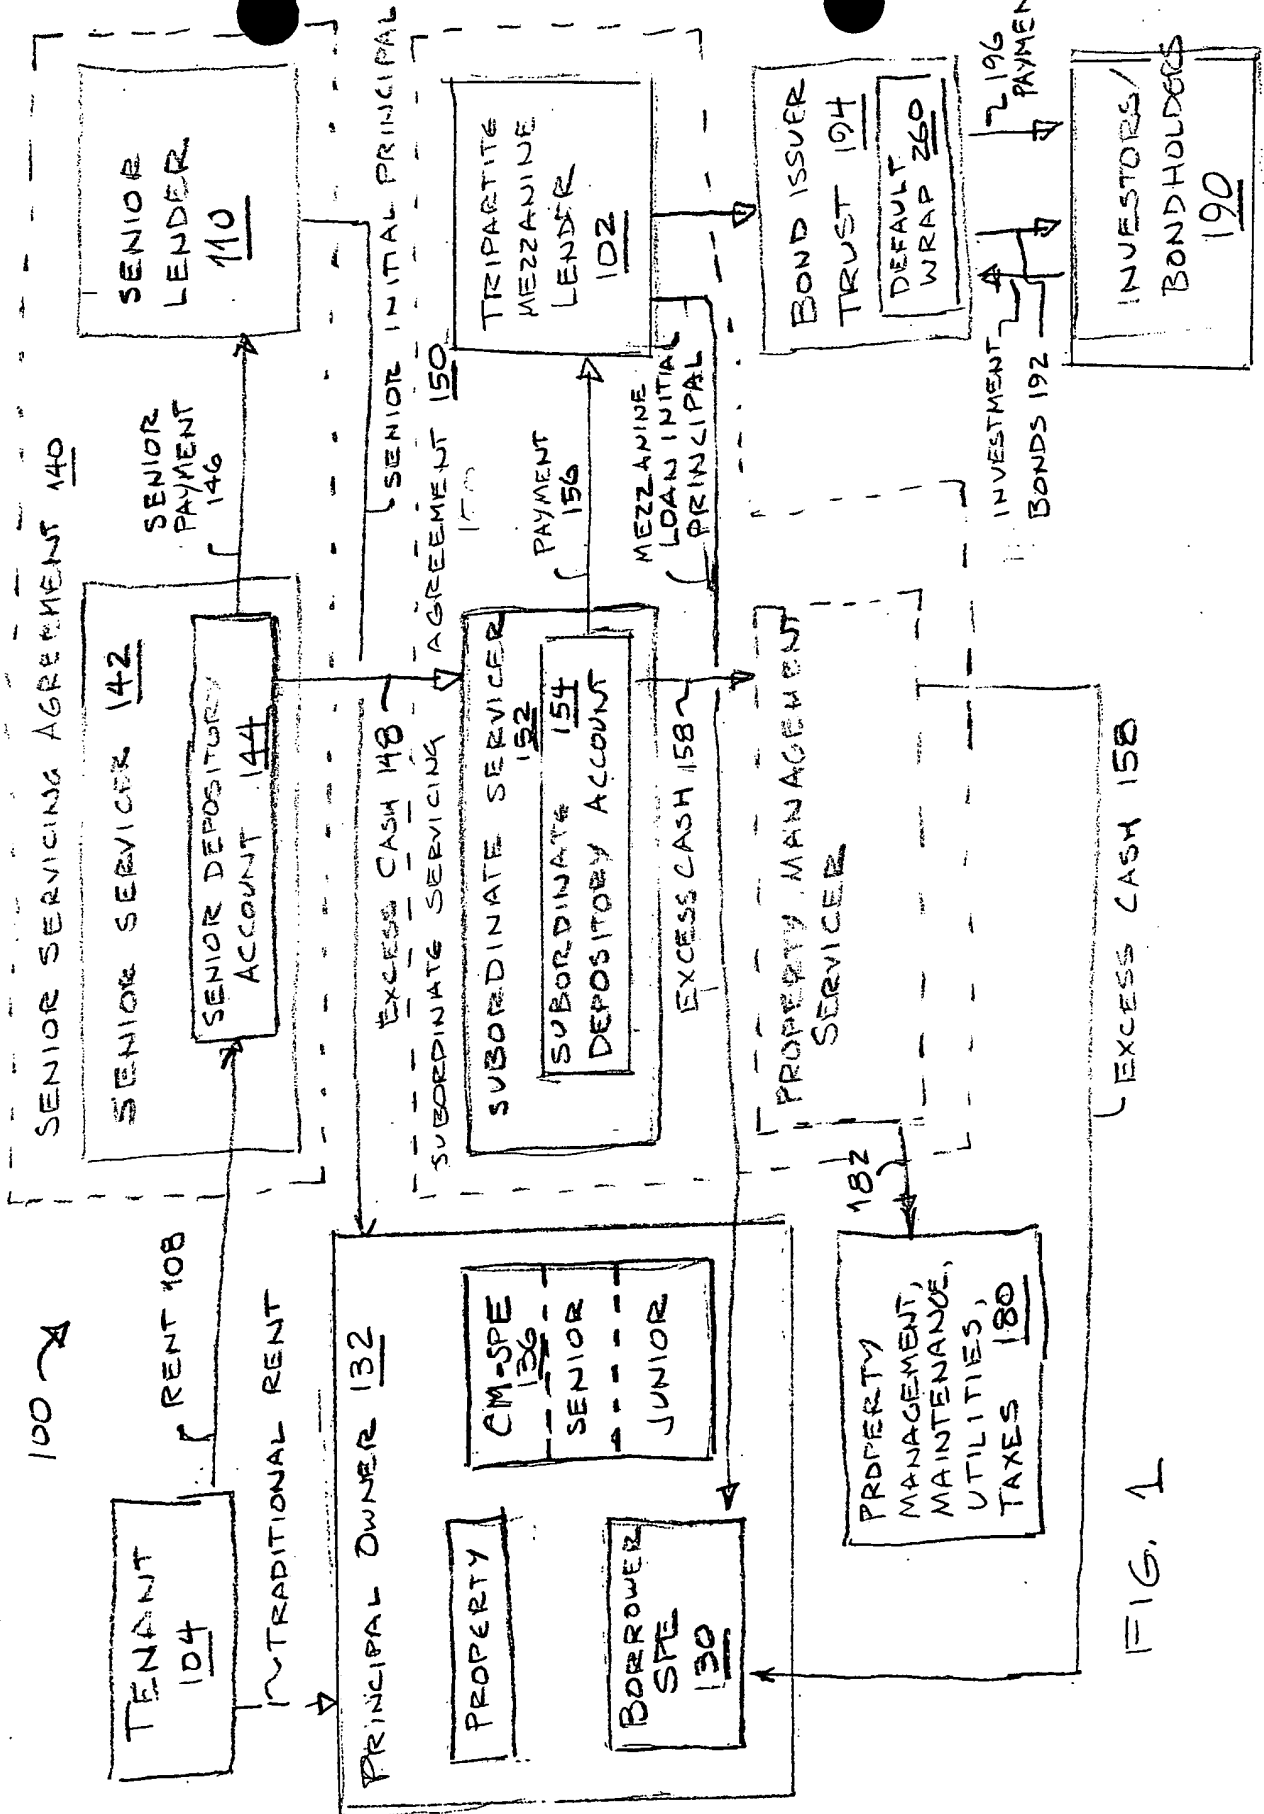 100
SENIOR SERVICING AGREEMENT 140
TENANT
104
RENT 108
SENIOR SERVICER 142
SENIOR DEPOSITORY
ACCOUNT 144
SENIOR
PAYMENT
146
SENIOR
LENDER
110
TRADITIONAL RENT
EXCESS CASH 148
SENIOR INITIAL PRINCIPAL
PRINCIPAL OWNER 132
SUBORDINATE SERVICING AGREEMENT 150
PROPERTY
CM-SPE
136
SENIOR
JUNIOR
SUBORDINATE SERVICER
152
SUBORDINATE 154
DEPOSITORY ACCOUNT
PAYMENT
156
TRIPARTITE
MEZZANINE
LENDER
102
BORROWER
SPE
130
EXCESS CASH 158
MEZZANINE
LOAN INITIAL
PRINCIPAL
PROPERTY MANAGEMENT
SERVICER
BOND ISSUER
TRUST 194
DEFAULT
WRAP 260
182
PROPERTY
MANAGEMENT,
MAINTENANCE,
UTILITIES,
TAXES 180
INVESTMENT
BONDS 192
196
EXCESS CASH 158
INVESTORS/
BONDHOLDERS
190
FIG. 1